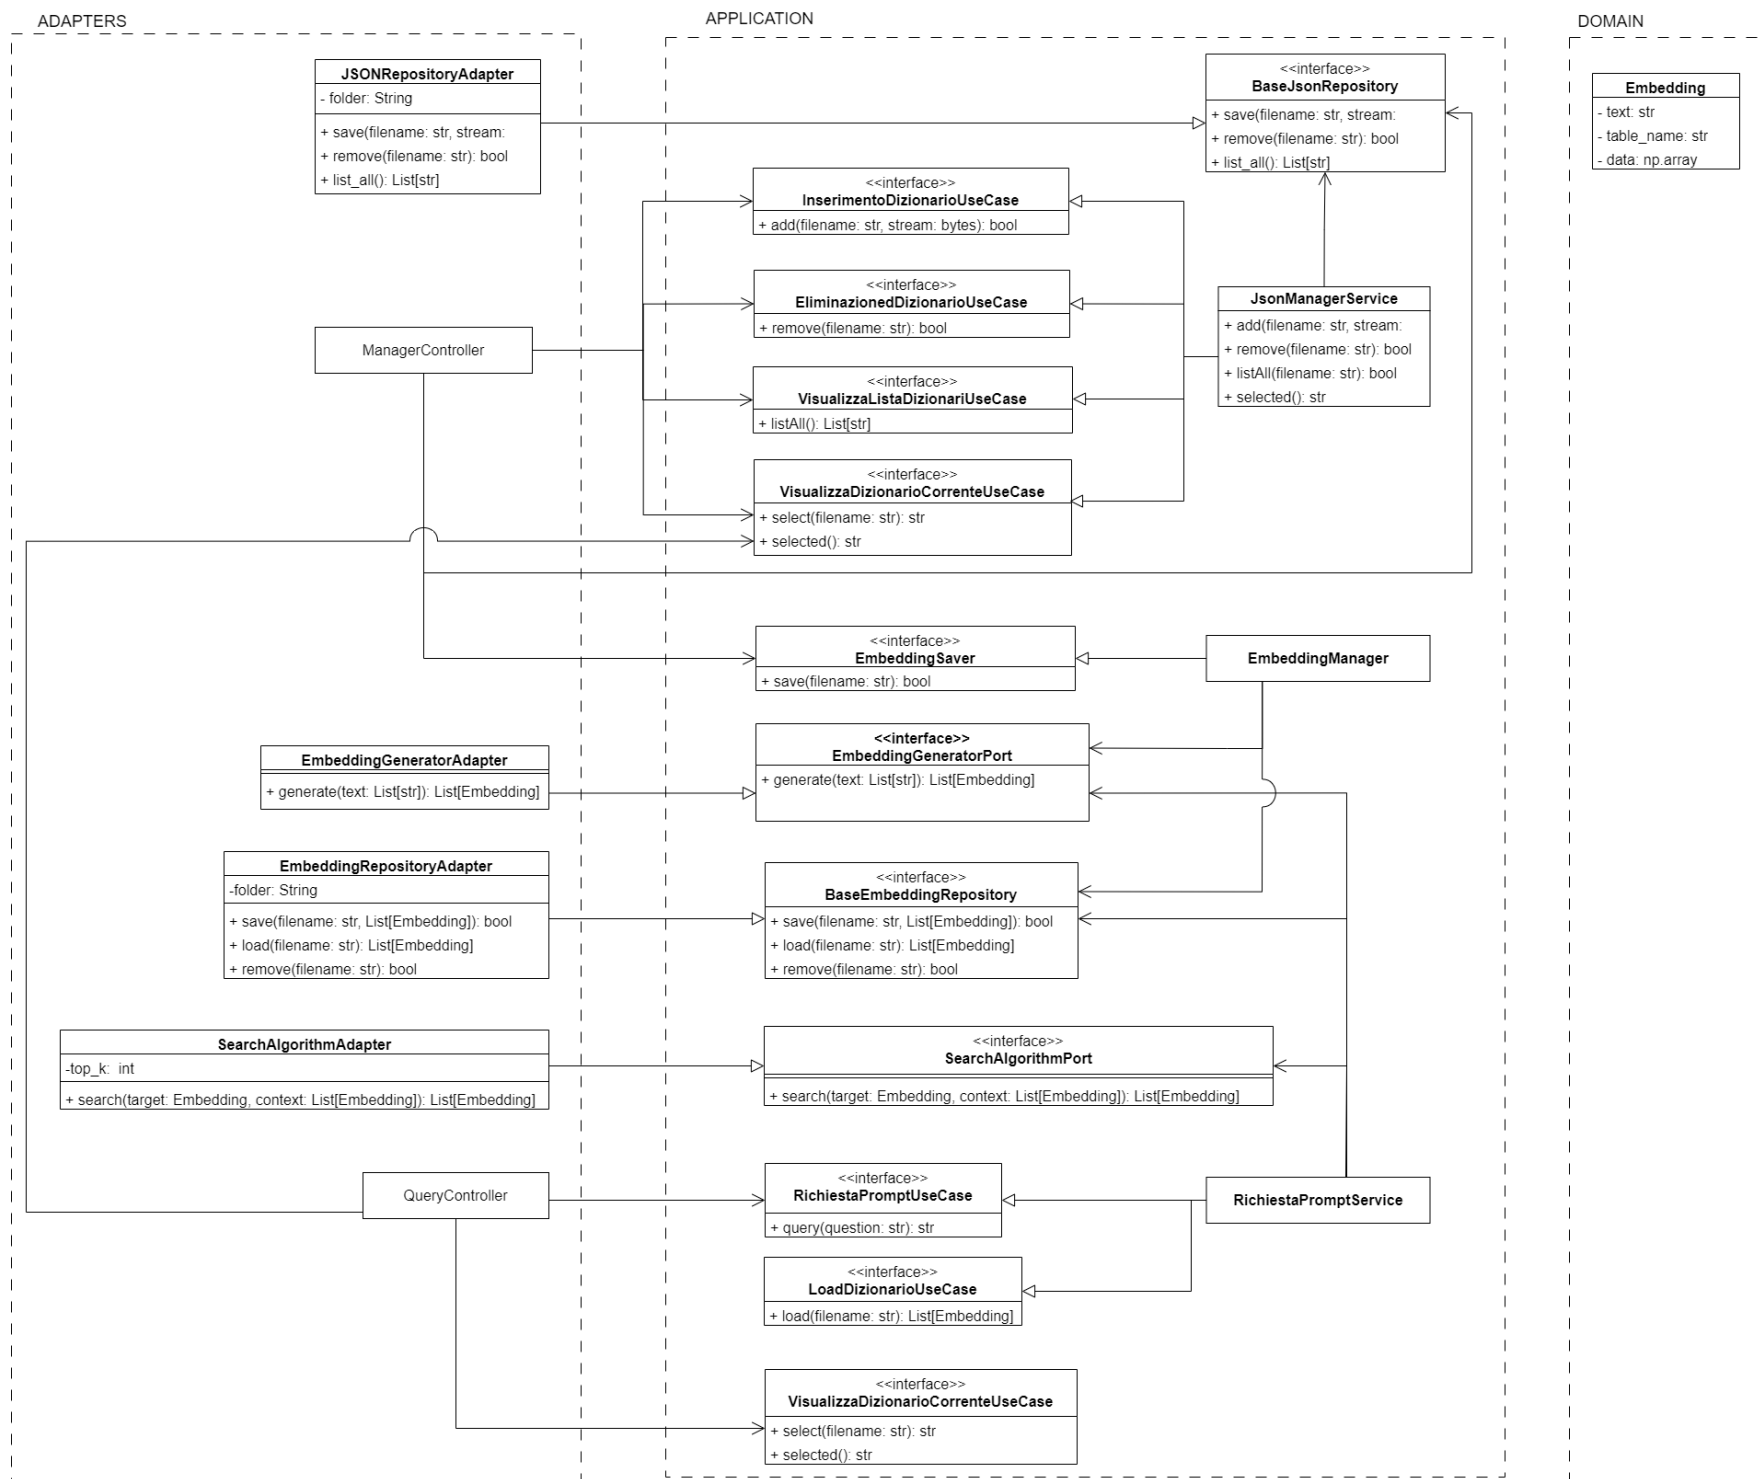 ADAPTERS
APPLICATION
DOMAIN
JSONRepositoryAdapter
- folder: String
+ save(filename: str, stream:
+ remove(filename: str): bool
+ list_all(): List[str]
<<interface>>
BaseJsonRepository
+ save(filename: str, stream:
+ remove(filename: str): bool
+ list_all(): List[str]
Embedding
- text: str
- table_name: str
- data: np.array
<<interface>>
InserimentoDizionarioUseCase
+ add(filename: str, stream: bytes): bool
<<interface>>
EliminazionedDizionarioUseCase
+ remove(filename: str): bool
JsonManagerService
+ add(filename: str, stream:
+ remove(filename: str): bool
+ listAll(filename: str): bool
+ selected(): str
ManagerController
<<interface>>
VisualizzaListaDizionariUseCase
+ listAll(): List[str]
<<interface>>
VisualizzaDizionarioCorrenteUseCase
+ select(filename: str): str
+ selected(): str
<<interface>>
EmbeddingSaver
+ save(filename: str): bool
EmbeddingManager
EmbeddingGeneratorAdapter
+ generate(text: List[str]): List[Embedding]
<<interface>>
EmbeddingGeneratorPort
+ generate(text: List[str]): List[Embedding]
EmbeddingRepositoryAdapter
-folder: String
+ save(filename: str, List[Embedding]): bool
+ load(filename: str): List[Embedding]
+ remove(filename: str): bool
<<interface>>
BaseEmbeddingRepository
+ save(filename: str, List[Embedding]): bool
+ load(filename: str): List[Embedding]
+ remove(filename: str): bool
SearchAlgorithmAdapter
-top_k:  int
+ search(target: Embedding, context: List[Embedding]): List[Embedding]
<<interface>>
SearchAlgorithmPort
+ search(target: Embedding, context: List[Embedding]): List[Embedding]
QueryController
<<interface>>
RichiestaPromptUseCase
+ query(question: str): str
RichiestaPromptService
<<interface>>
LoadDizionarioUseCase
+ load(filename: str): List[Embedding]
<<interface>>
VisualizzaDizionarioCorrenteUseCase
+ select(filename: str): str
+ selected(): str